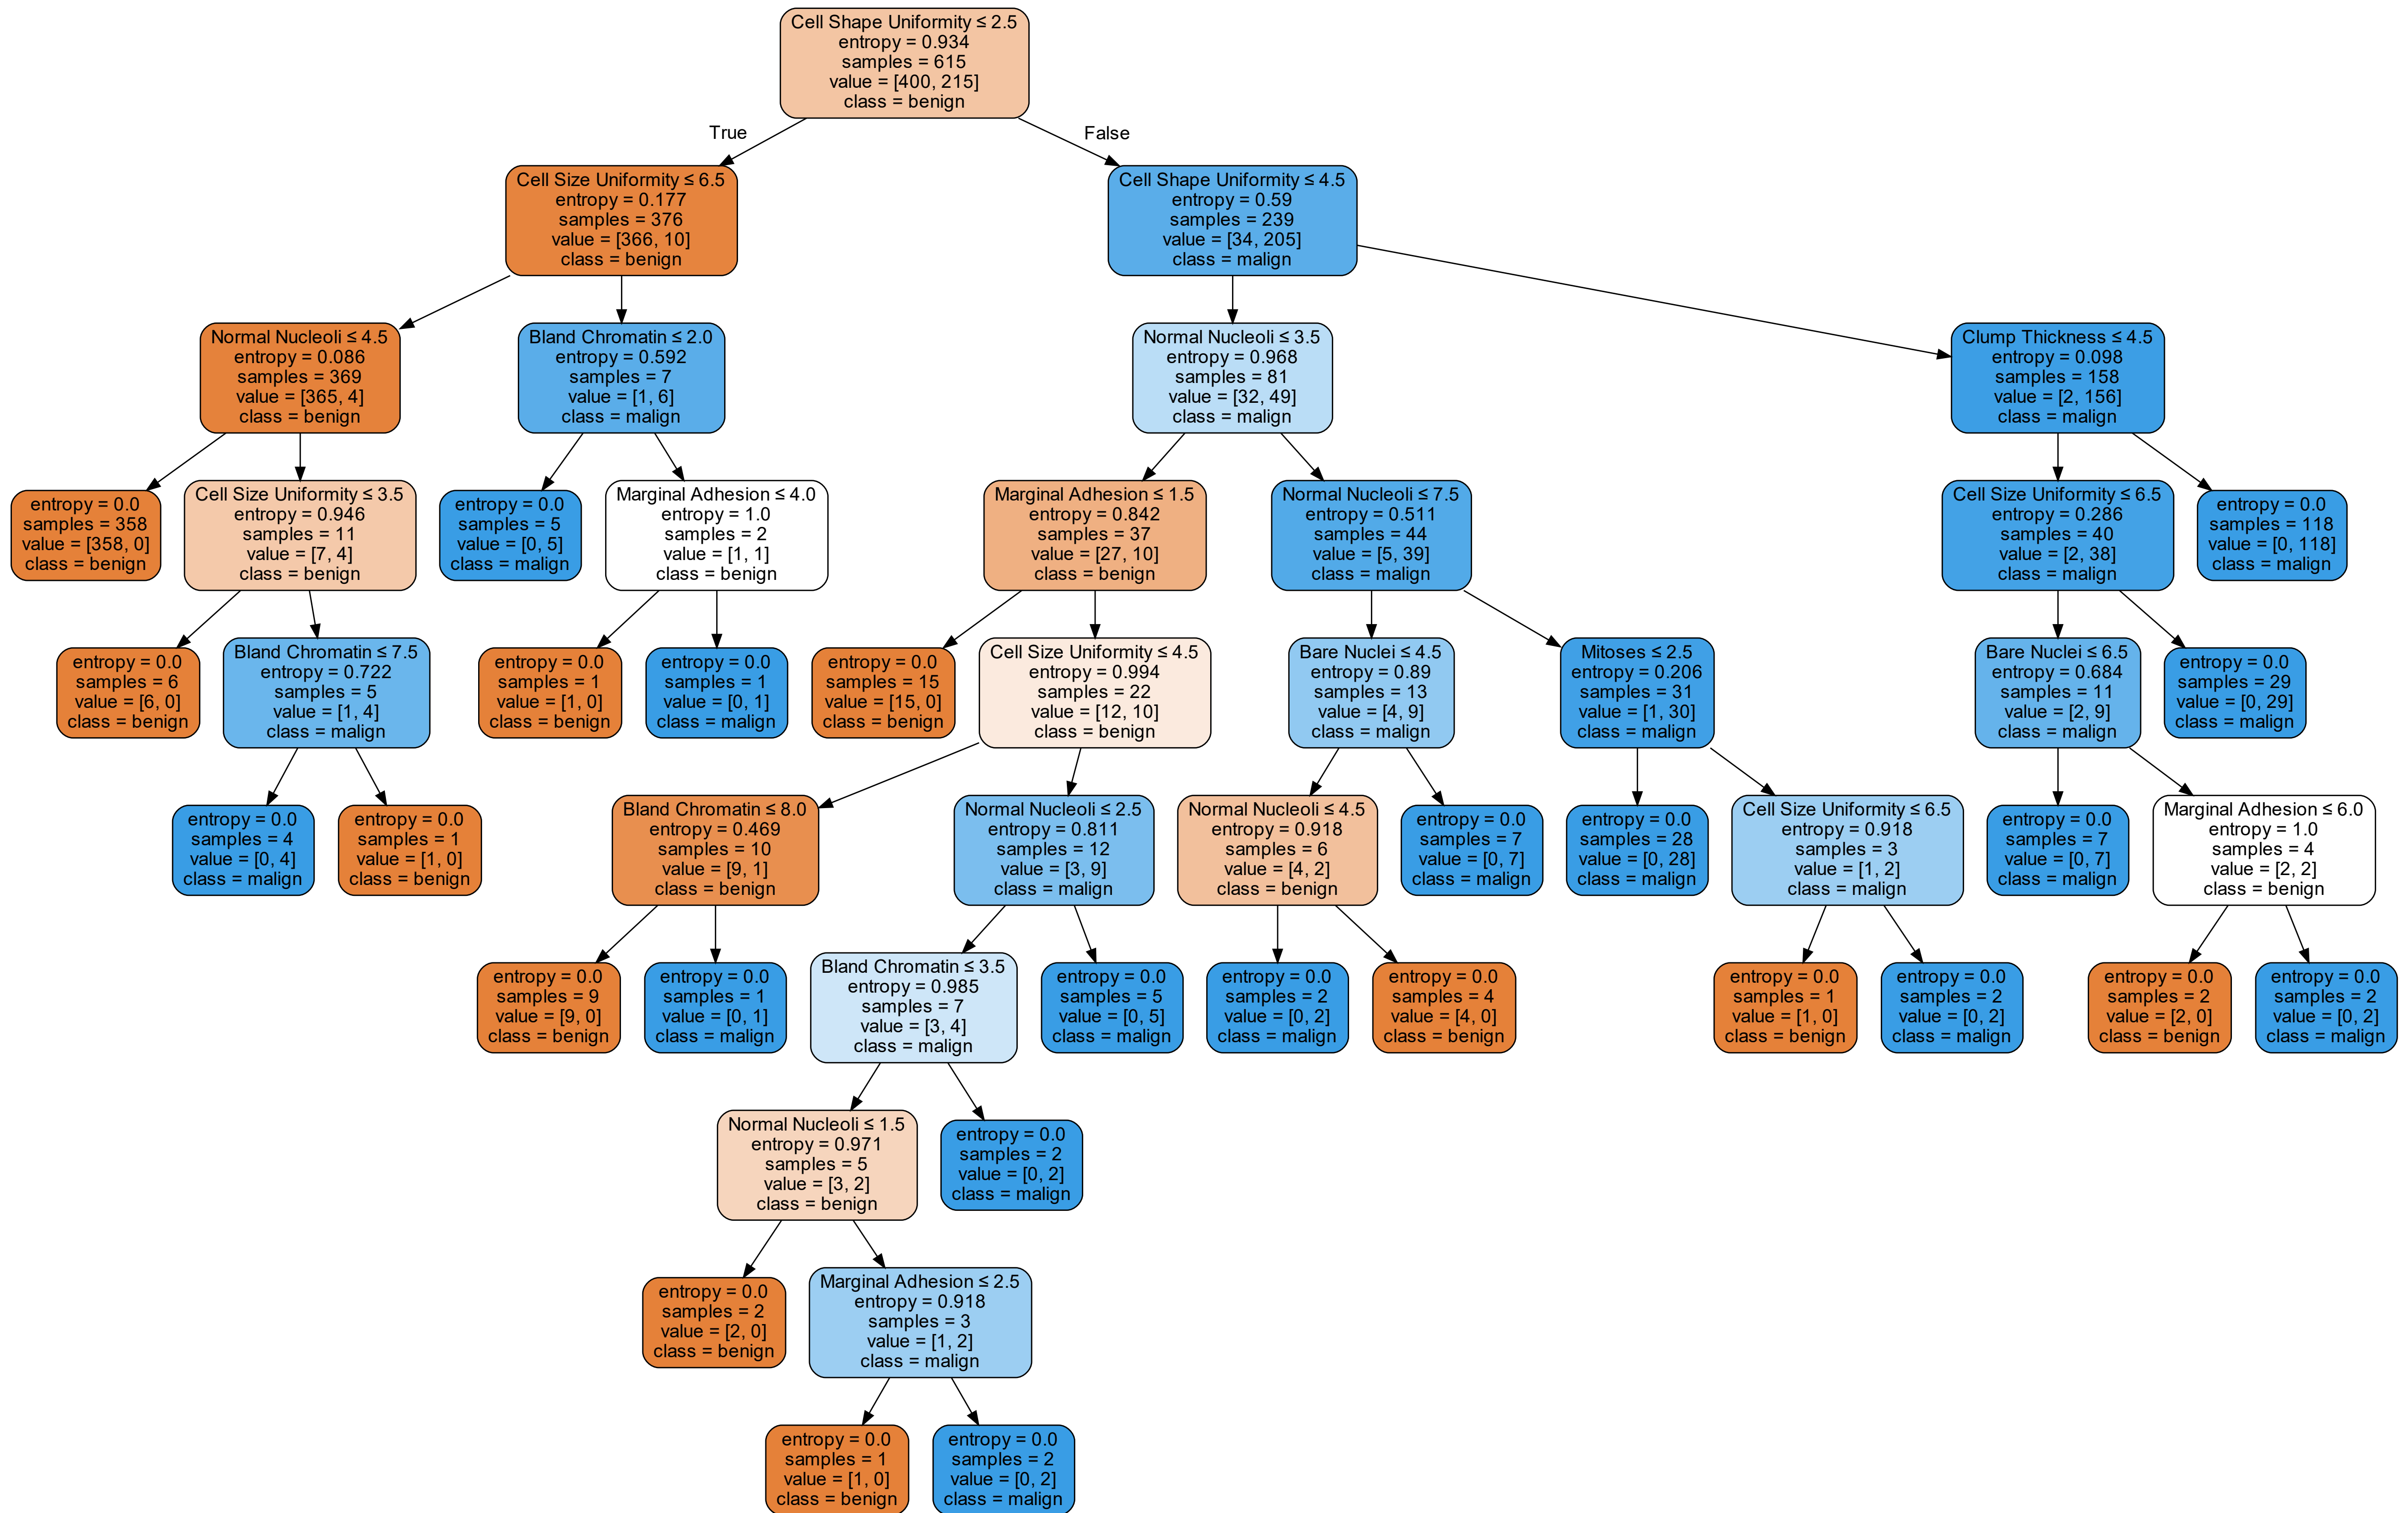 Cell Shape Uniformity ≤ 2.5
entropy = 0.934
samples = 615
value = [400, 215]
class = benign
True
False
Cell Size Uniformity ≤ 6.5
entropy = 0.177
samples = 376
value = [366, 10]
class = benign
Cell Shape Uniformity ≤ 4.5
entropy = 0.59
samples = 239
value = [34, 205]
class = malign
Normal Nucleoli ≤ 4.5
entropy = 0.086
samples = 369
value = [365, 4]
class = benign
Bland Chromatin ≤ 2.0
entropy = 0.592
samples = 7
value = [1, 6]
class = malign
Normal Nucleoli ≤ 3.5
entropy = 0.968
samples = 81
value = [32, 49]
class = malign
Clump Thickness ≤ 4.5
entropy = 0.098
samples = 158
value = [2, 156]
class = malign
entropy = 0.0
samples = 358
value = [358, 0]
class = benign
Cell Size Uniformity ≤ 3.5
entropy = 0.946
samples = 11
value = [7, 4]
class = benign
entropy = 0.0
samples = 5
value = [0, 5]
class = malign
Marginal Adhesion ≤ 4.0
entropy = 1.0
samples = 2
value = [1, 1]
class = benign
Marginal Adhesion ≤ 1.5
entropy = 0.842
samples = 37
value = [27, 10]
class = benign
Normal Nucleoli ≤ 7.5
entropy = 0.511
samples = 44
value = [5, 39]
class = malign
Cell Size Uniformity ≤ 6.5
entropy = 0.286
samples = 40
value = [2, 38]
class = malign
entropy = 0.0
samples = 118
value = [0, 118]
class = malign
entropy = 0.0
samples = 6
value = [6, 0]
class = benign
Bland Chromatin ≤ 7.5
entropy = 0.722
samples = 5
value = [1, 4]
class = malign
entropy = 0.0
samples = 1
value = [1, 0]
class = benign
entropy = 0.0
samples = 1
value = [0, 1]
class = malign
entropy = 0.0
samples = 15
value = [15, 0]
class = benign
Cell Size Uniformity ≤ 4.5
entropy = 0.994
samples = 22
value = [12, 10]
class = benign
Bare Nuclei ≤ 4.5
entropy = 0.89
samples = 13
value = [4, 9]
class = malign
Mitoses ≤ 2.5
entropy = 0.206
samples = 31
value = [1, 30]
class = malign
Bare Nuclei ≤ 6.5
entropy = 0.684
samples = 11
value = [2, 9]
class = malign
entropy = 0.0
samples = 29
value = [0, 29]
class = malign
entropy = 0.0
samples = 4
value = [0, 4]
class = malign
entropy = 0.0
samples = 1
value = [1, 0]
class = benign
Bland Chromatin ≤ 8.0
entropy = 0.469
samples = 10
value = [9, 1]
class = benign
Normal Nucleoli ≤ 2.5
entropy = 0.811
samples = 12
value = [3, 9]
class = malign
Normal Nucleoli ≤ 4.5
entropy = 0.918
samples = 6
value = [4, 2]
class = benign
entropy = 0.0
samples = 7
value = [0, 7]
class = malign
entropy = 0.0
samples = 28
value = [0, 28]
class = malign
Cell Size Uniformity ≤ 6.5
entropy = 0.918
samples = 3
value = [1, 2]
class = malign
entropy = 0.0
samples = 7
value = [0, 7]
class = malign
Marginal Adhesion ≤ 6.0
entropy = 1.0
samples = 4
value = [2, 2]
class = benign
entropy = 0.0
samples = 9
value = [9, 0]
class = benign
entropy = 0.0
samples = 1
value = [0, 1]
class = malign
Bland Chromatin ≤ 3.5
entropy = 0.985
samples = 7
value = [3, 4]
class = malign
entropy = 0.0
samples = 5
value = [0, 5]
class = malign
entropy = 0.0
samples = 2
value = [0, 2]
class = malign
entropy = 0.0
samples = 4
value = [4, 0]
class = benign
entropy = 0.0
samples = 1
value = [1, 0]
class = benign
entropy = 0.0
samples = 2
value = [0, 2]
class = malign
entropy = 0.0
samples = 2
value = [2, 0]
class = benign
entropy = 0.0
samples = 2
value = [0, 2]
class = malign
Normal Nucleoli ≤ 1.5
entropy = 0.971
samples = 5
value = [3, 2]
class = benign
entropy = 0.0
samples = 2
value = [0, 2]
class = malign
entropy = 0.0
samples = 2
value = [2, 0]
class = benign
Marginal Adhesion ≤ 2.5
entropy = 0.918
samples = 3
value = [1, 2]
class = malign
entropy = 0.0
samples = 1
value = [1, 0]
class = benign
entropy = 0.0
samples = 2
value = [0, 2]
class = malign